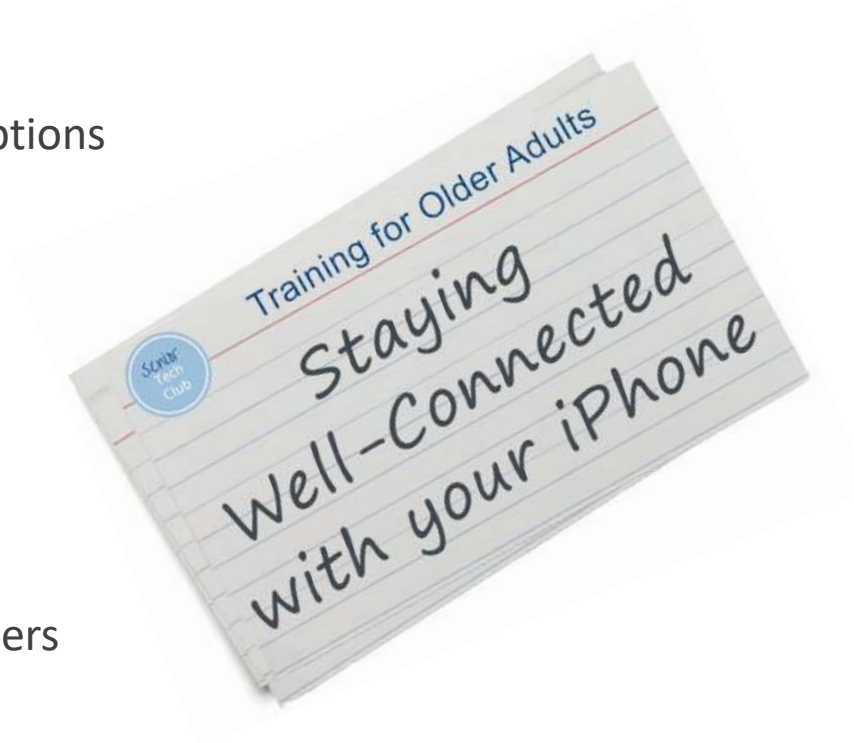 ptions
Training for Older Adults
Senior
Tech
Club
Staying
Well-Connected
with your iPhone
ers